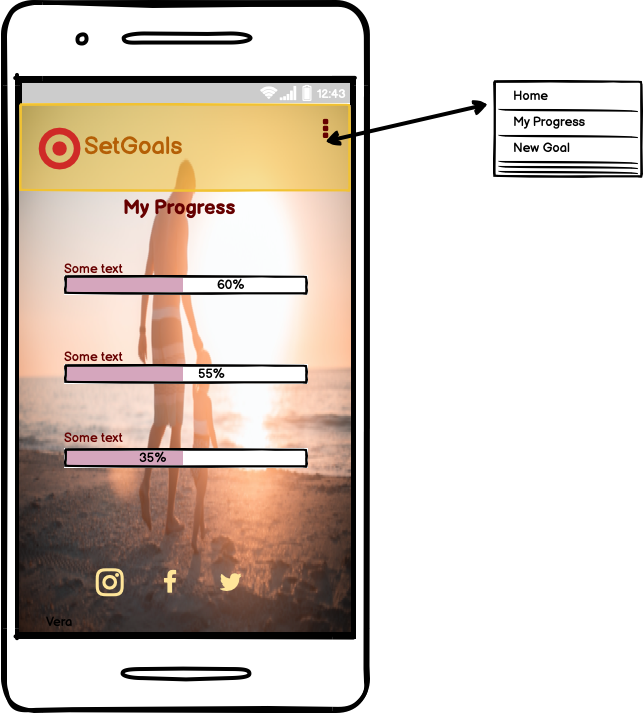 12:43
SetGoals
Home
My Progress
New Goal
My Progress
Some text
60%
Some text
55%
Some text
35%
Vera